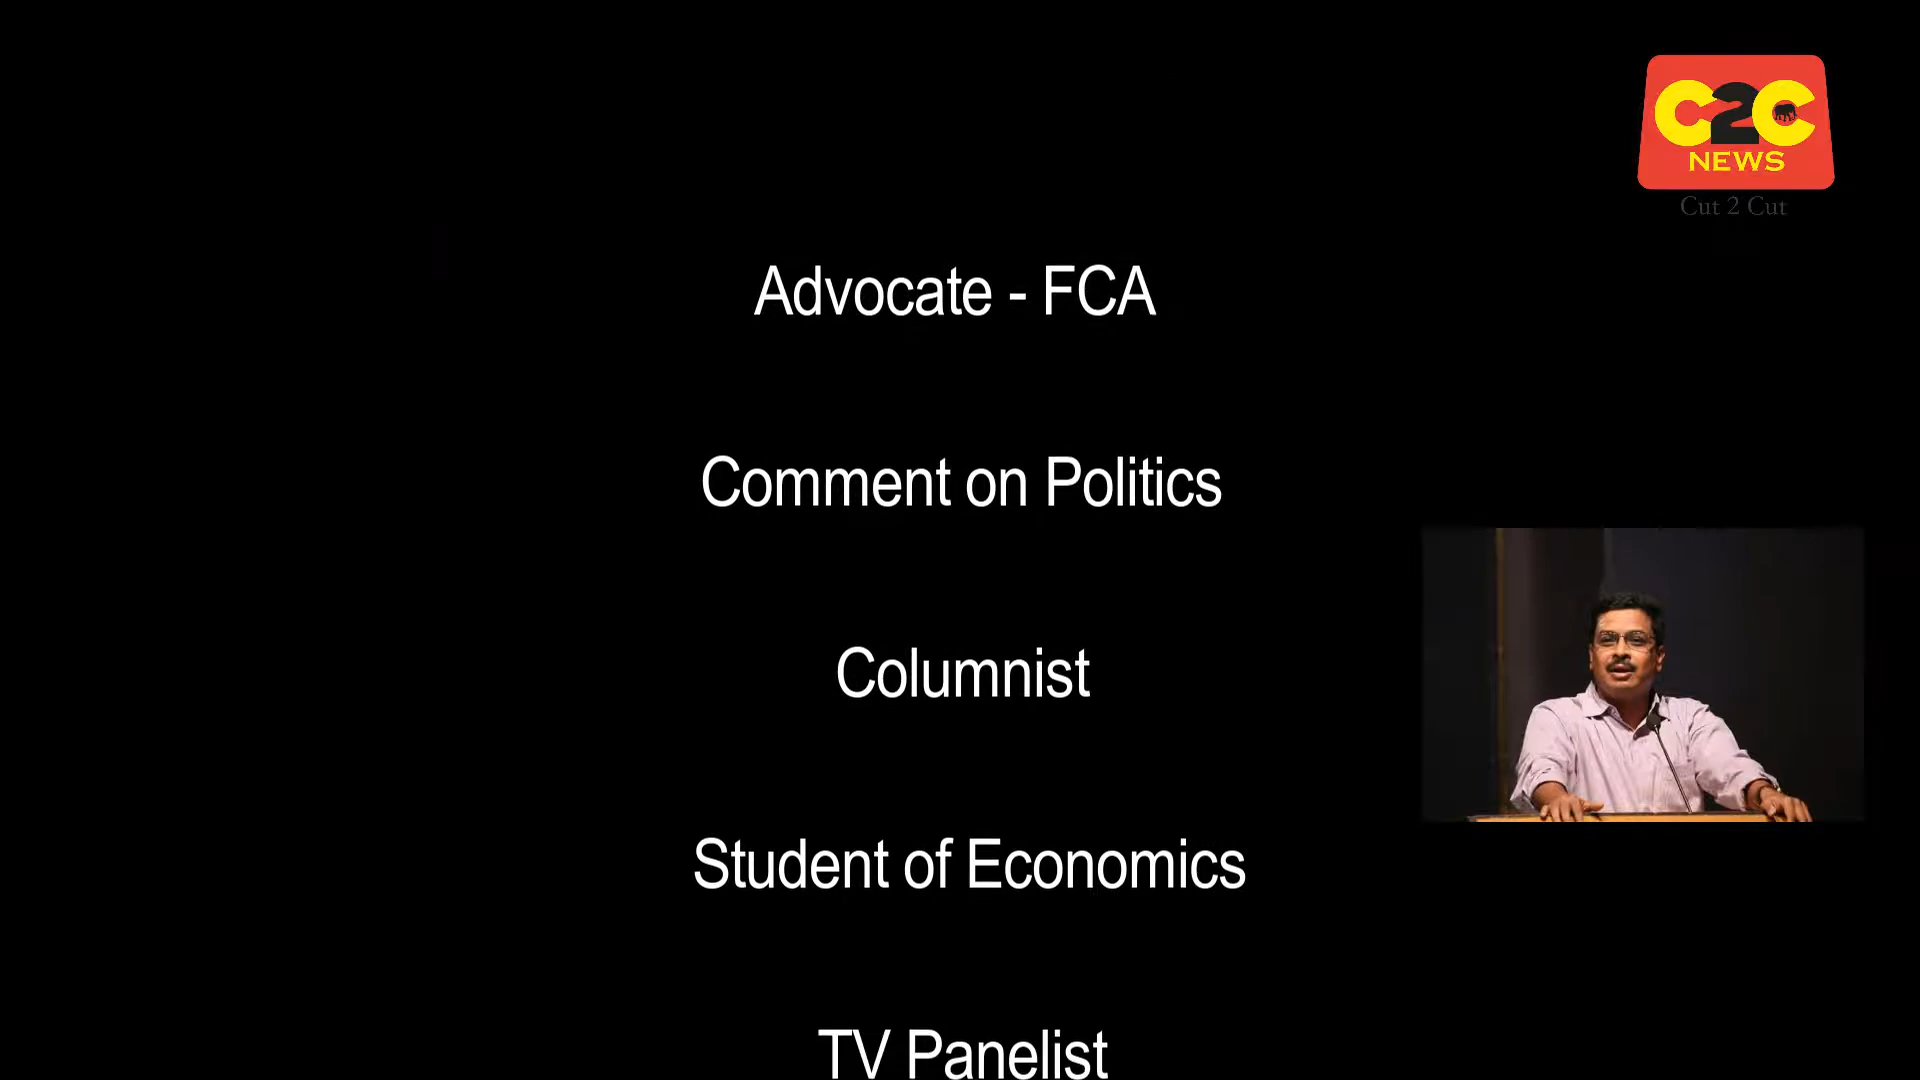 C2C
NEWS
Cut 2 Cut
Advocate - FCA
Comment on Politics
Columnist
Student of Economics
TV Panelist